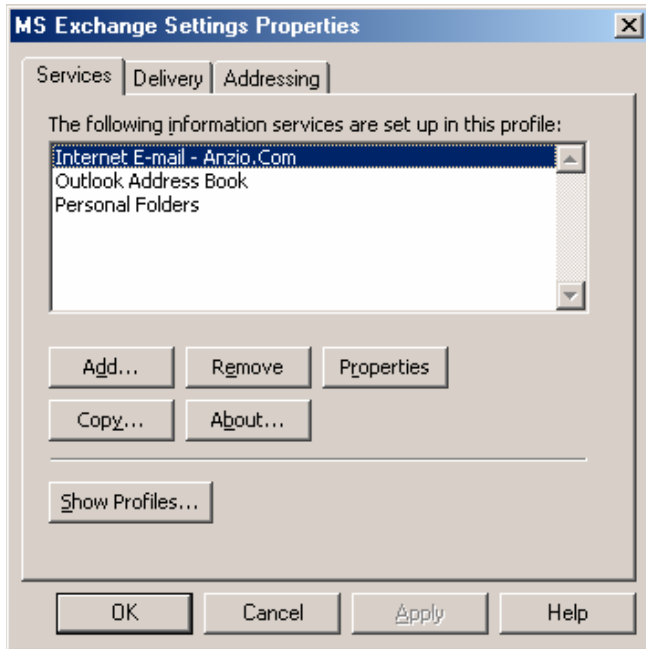 MS Exchange Settings Properties
Services Delivery Addressing
The following information services are set up in this profile:
Internet E-mail - Anzio.Com
Outlook Address Book
Personal Folders
Add... Remove Properties
Copy... About...
Show Profiles...
OK Cancel Apply Help